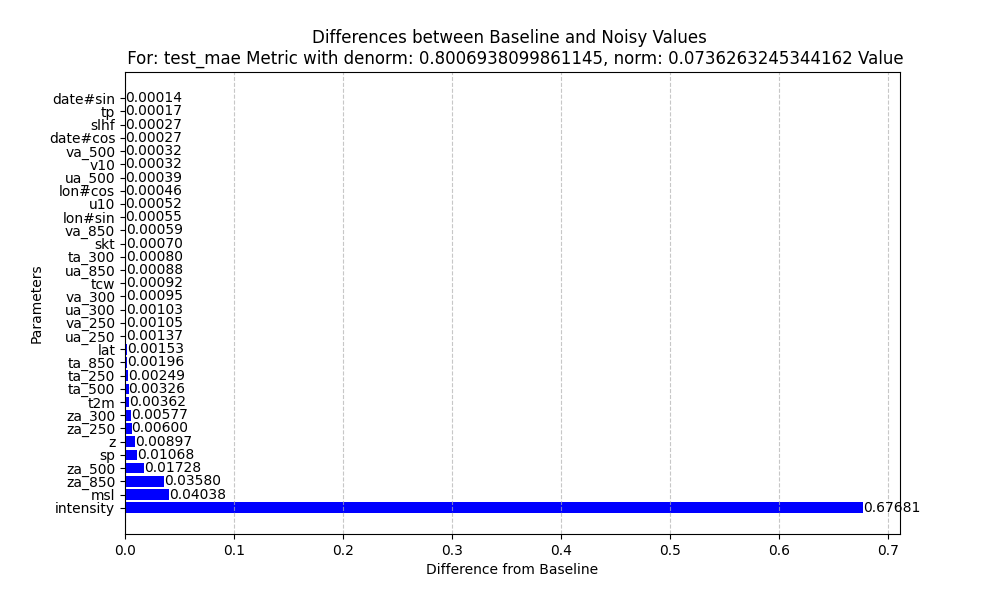 Differences between Baseline and Noisy Values
For: test_mae Metric with denorm: 0.8006938099861145, norm: 0.0736263245344162 Value
Parameters
date#sin 0.00014
tp 0.00017
slhf 0.00027
date#cos 0.00027
va_500 0.00032
v10 0.00032
ua_500 0.00039
lon#cos 0.00046
u10 0.00052
lon#sin 0.00055
va_850 0.00059
skt 0.00070
ta_300 0.00080
ua_850 0.00088
tcw 0.00092
va_300 0.00095
ua_300 0.00103
va_250 0.00105
ua_250 0.00137
lat 0.00153
ta_850 0.00196
ta_250 0.00249
ta_500 0.00326
t2m 0.00362
za_300 0.00577
za_250 0.00600
z 0.00897
sp 0.01068
za_500 0.01728
za_850 0.03580
msl 0.04038
intensity 0.67681
0.0 0.1 0.2 0.3 0.4 0.5 0.6 0.7
Difference from Baseline